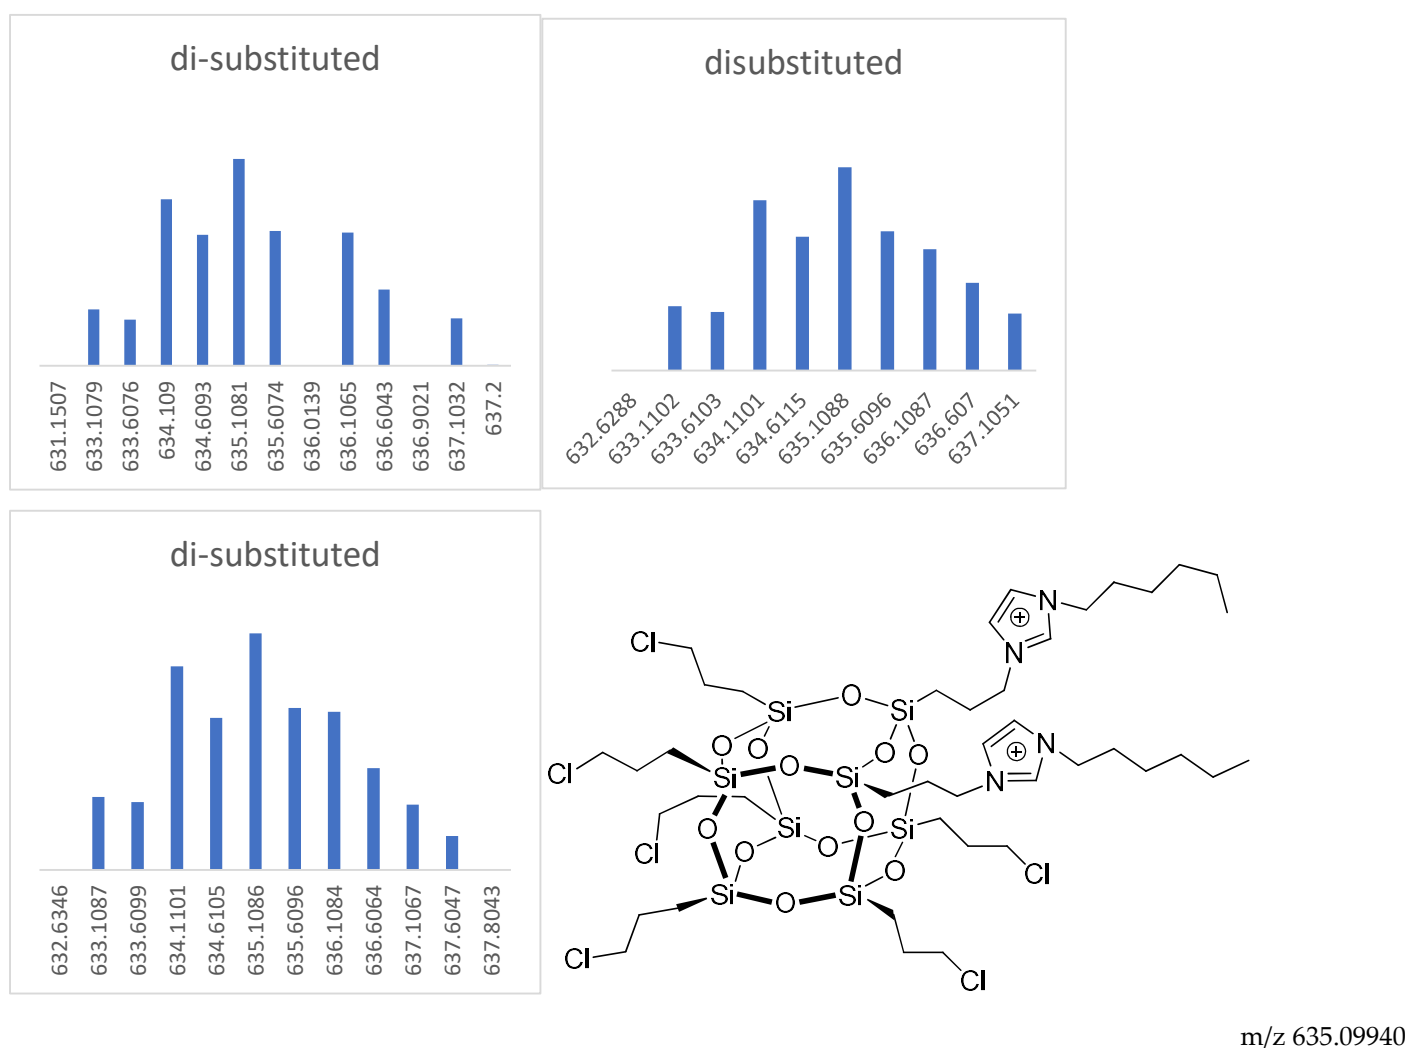 di-substituted
631.1507
633.1079
633.6076
634.109
634.6093
635.1081
635.6074
636.0139
636.1065
636.6043
636.9021
637.1032
637.2
disubstituted
632.6288
633.1102
633.6103
634.1101
634.6115
635.1088
635.6096
636.1087
636.607
637.1051
di-substituted
632.6346
633.1087
633.6099
634.1101
634.6105
635.1086
635.6096
636.1084
636.6064
637.1067
637.6047
637.8043
N
Cl
N
O
Si
Si
O
O
O
O
N
Cl
Si
O
Si
N
O
O
Si
O
Si
Cl
O
O
Cl
Si
O
Si
Cl
Cl
m/z 635.09940